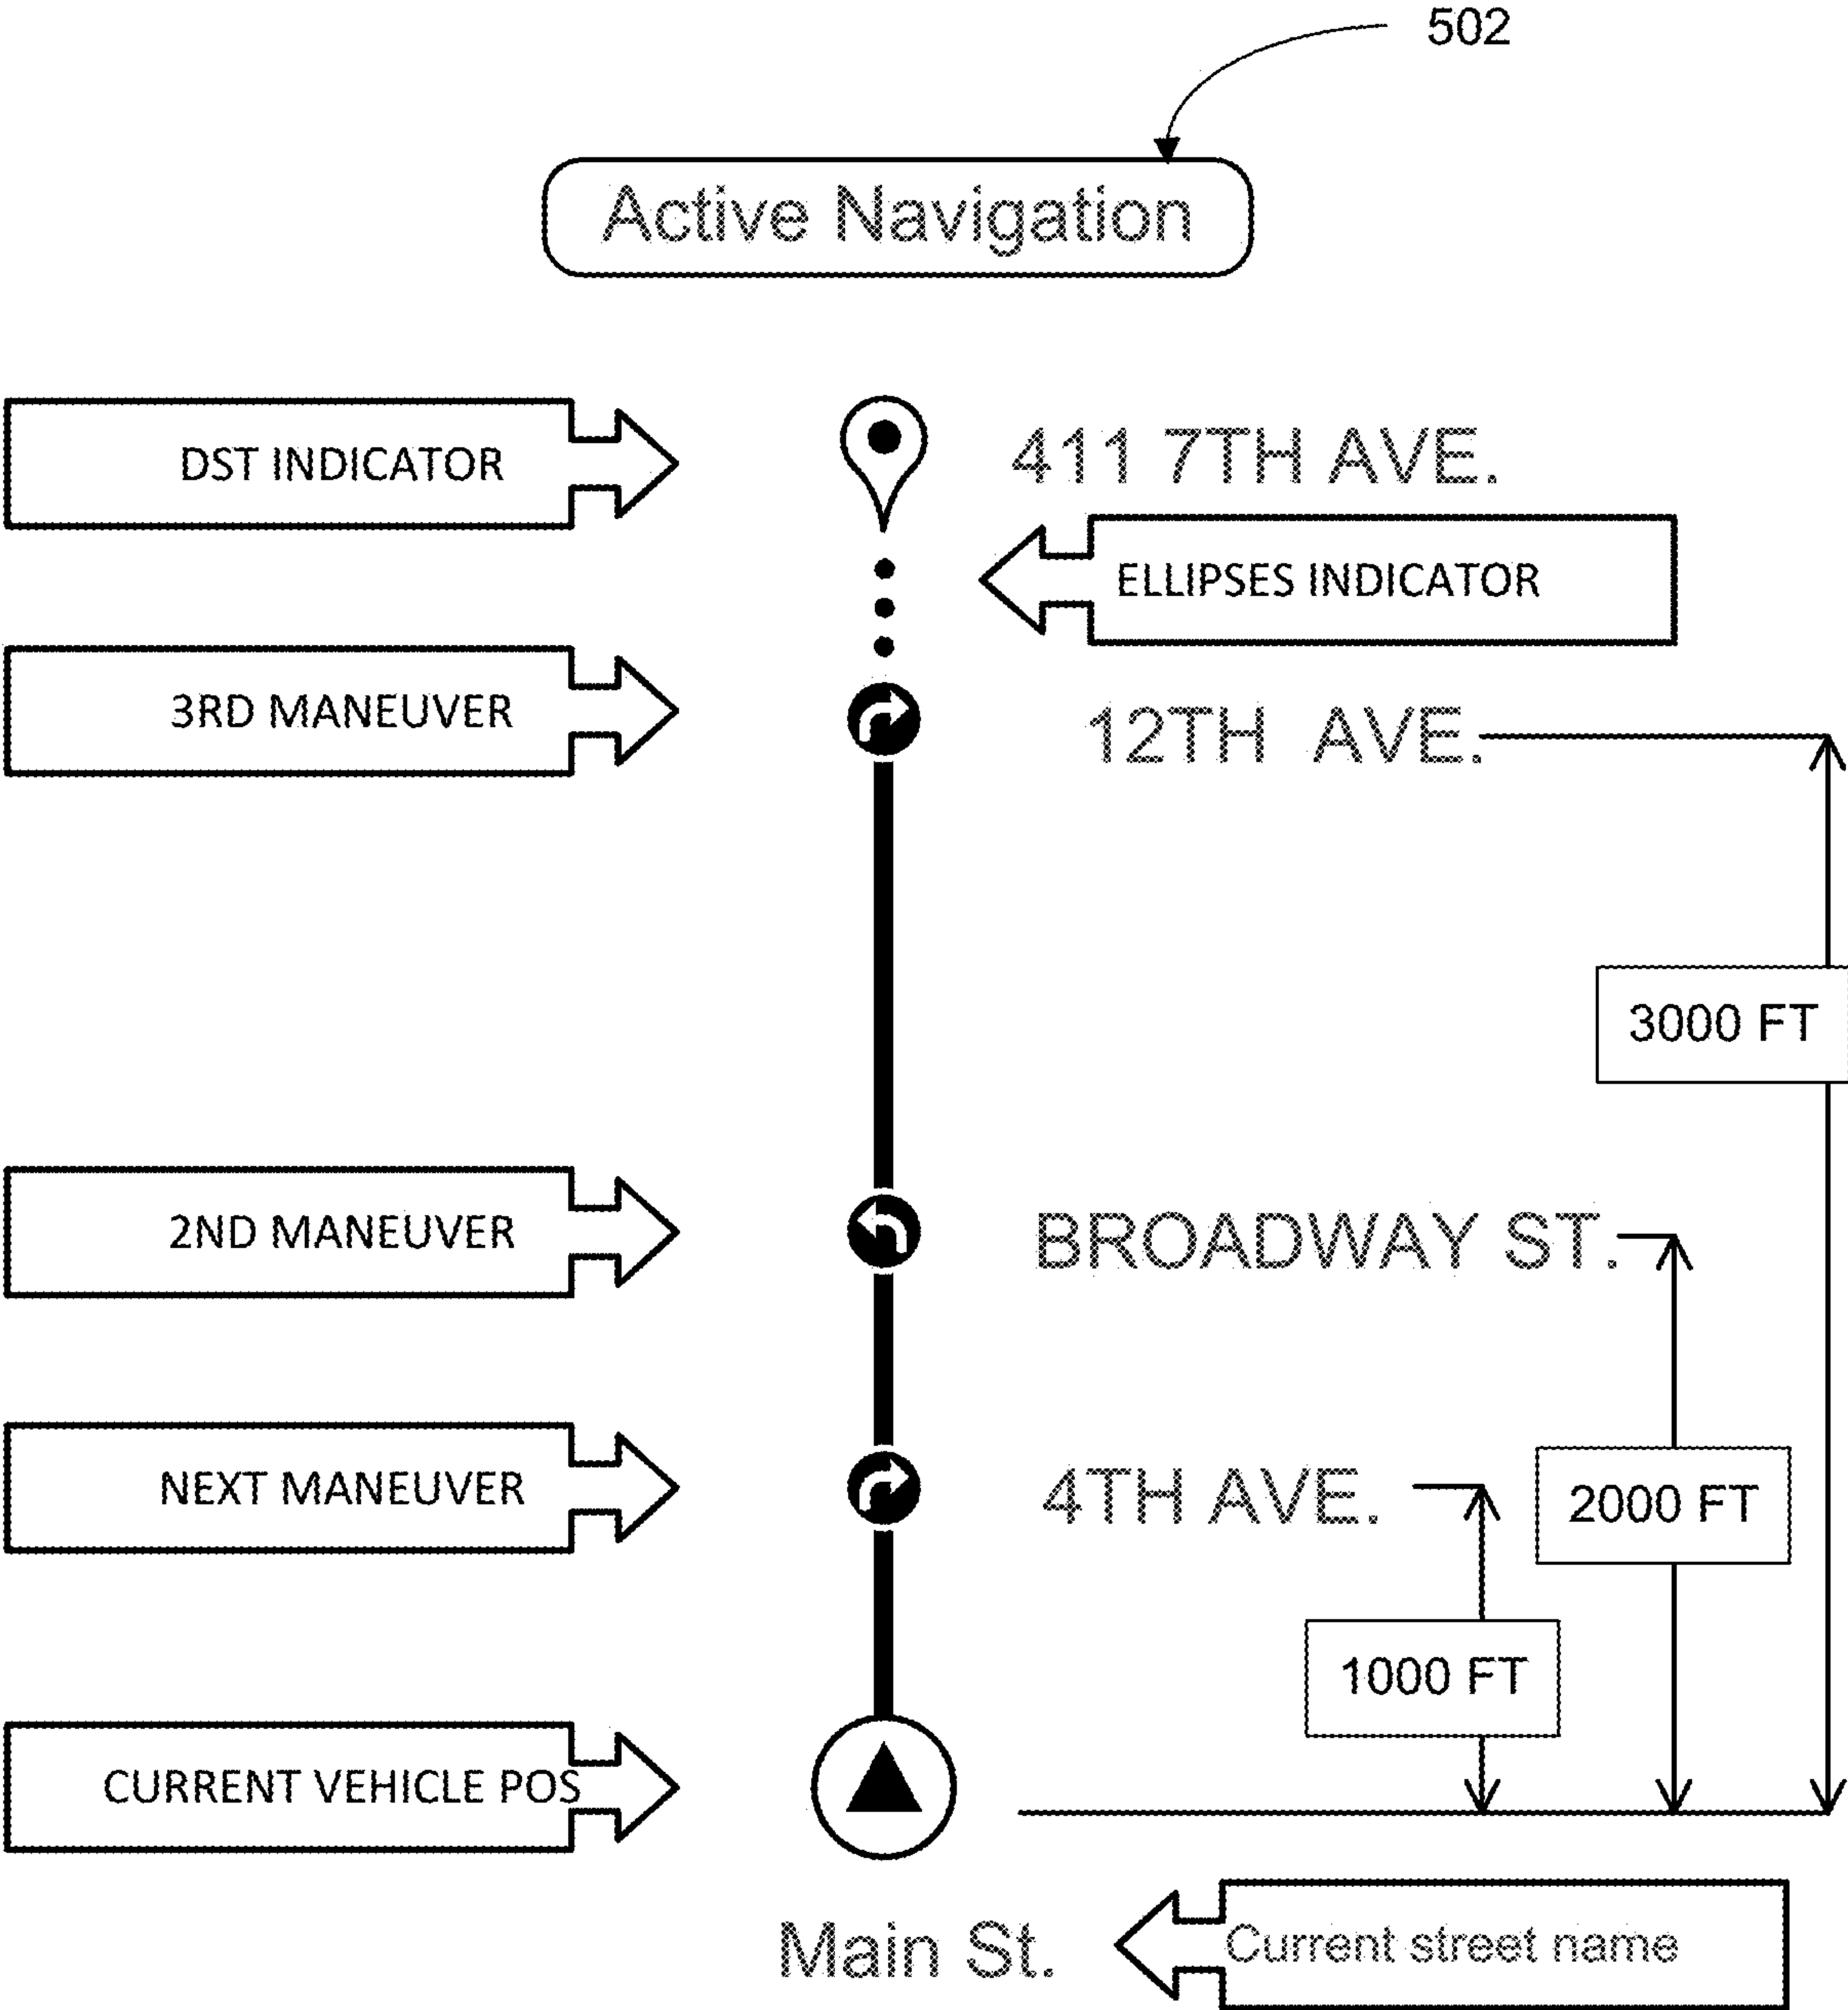 502
Active Navigation
DST INDICATOR
411 7TH AVE.
ELLIPSES INDICATOR
3RD MANEUVER
12TH AVE.
3000 FT
2ND MANEUVER
BROADWAY ST.
NEXT MANEUVER
4TH AVE.
2000 FT
1000 FT
CURRENT VEHICLE POS
Main St.
Current street name